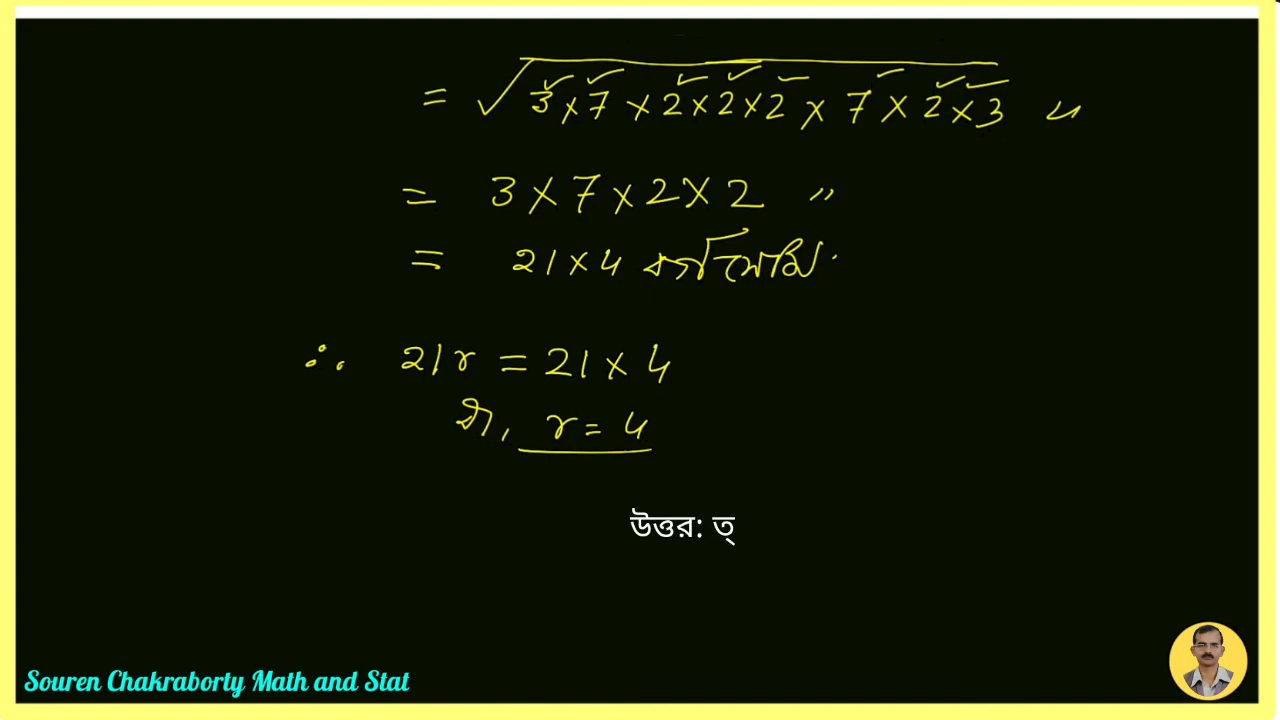 = √3×7×2×2×2×7×2×3 "
= 3×7×2×2 "
= 21×4 বর্গসেমি.
∴ 21r = 21×4
বা, r = 4
উত্তর: ত্
Souren Chakraborty Math and Stat